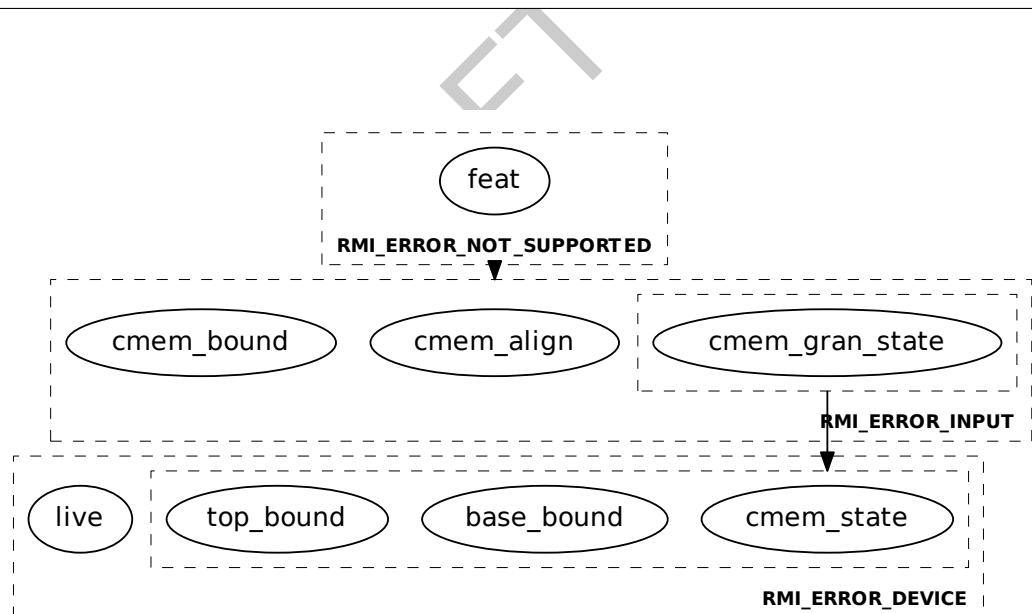 feat
RMI_ERROR_NOT_SUPPORTED
cmem_bound cmem_align cmem_gran_state
RMI_ERROR_INPUT
live top_bound base_bound cmem_state
RMI_ERROR_DEVICE